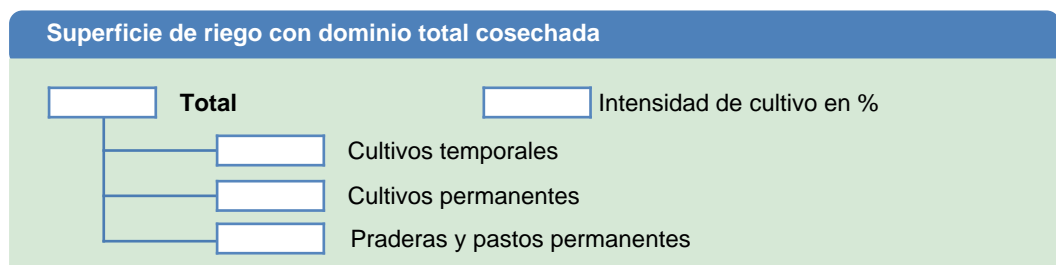 Superficie de riego con dominio total cosechada
Total
Intensidad de cultivo en %
Cultivos temporales
Cultivos permanentes
Praderas y pastos permanentes